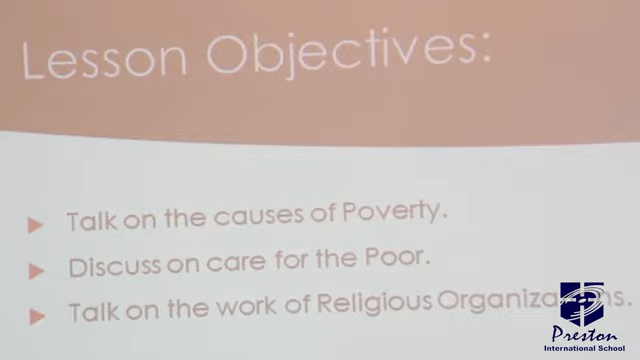 Lesson Objectives:
Talk on the causes of Poverty.
Discuss on care for the Poor.
Talk on the work of Religious Organizations.
Preston
International School